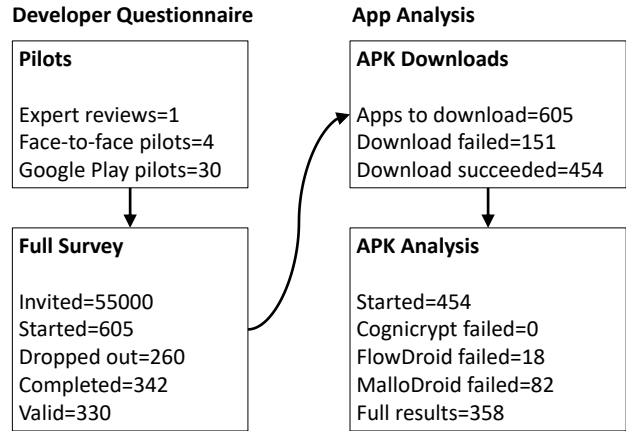 Developer Questionnaire
Pilots
Expert reviews=1
Face-to-face pilots=4
Google Play pilots=30
Full Survey
Invited=55000
Started=605
Dropped out=260
Completed=342
Valid=330
App Analysis
APK Downloads
Apps to download=605
Download failed=151
Download succeeded=454
APK Analysis
Started=454
Cognicrypt failed=0
FlowDroid failed=18
MalloDroid failed=82
Full results=358